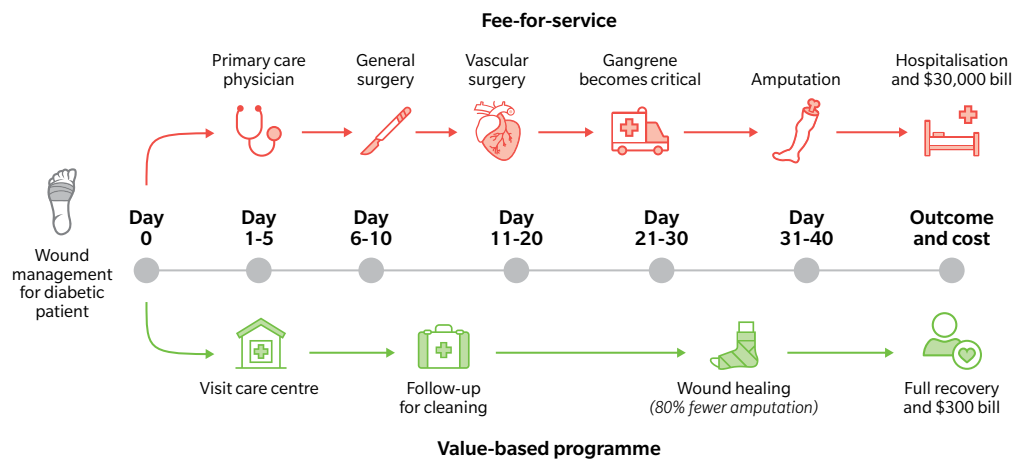 Fee-for-service
Primary care
physician
General
surgery
Vascular
surgery
Gangrene
becomes critical
Amputation
Hospitalisation
and $30,000 bill
Wound
management
for diabetic
patient
Day
0
Day
1-5
Day
6-10
Day
11-20
Day
21-30
Day
31-40
Outcome
and cost
Visit care centre
Follow-up
for cleaning
Wound healing
(80% fewer amputation)
Full recovery
and $300 bill
Value-based programme